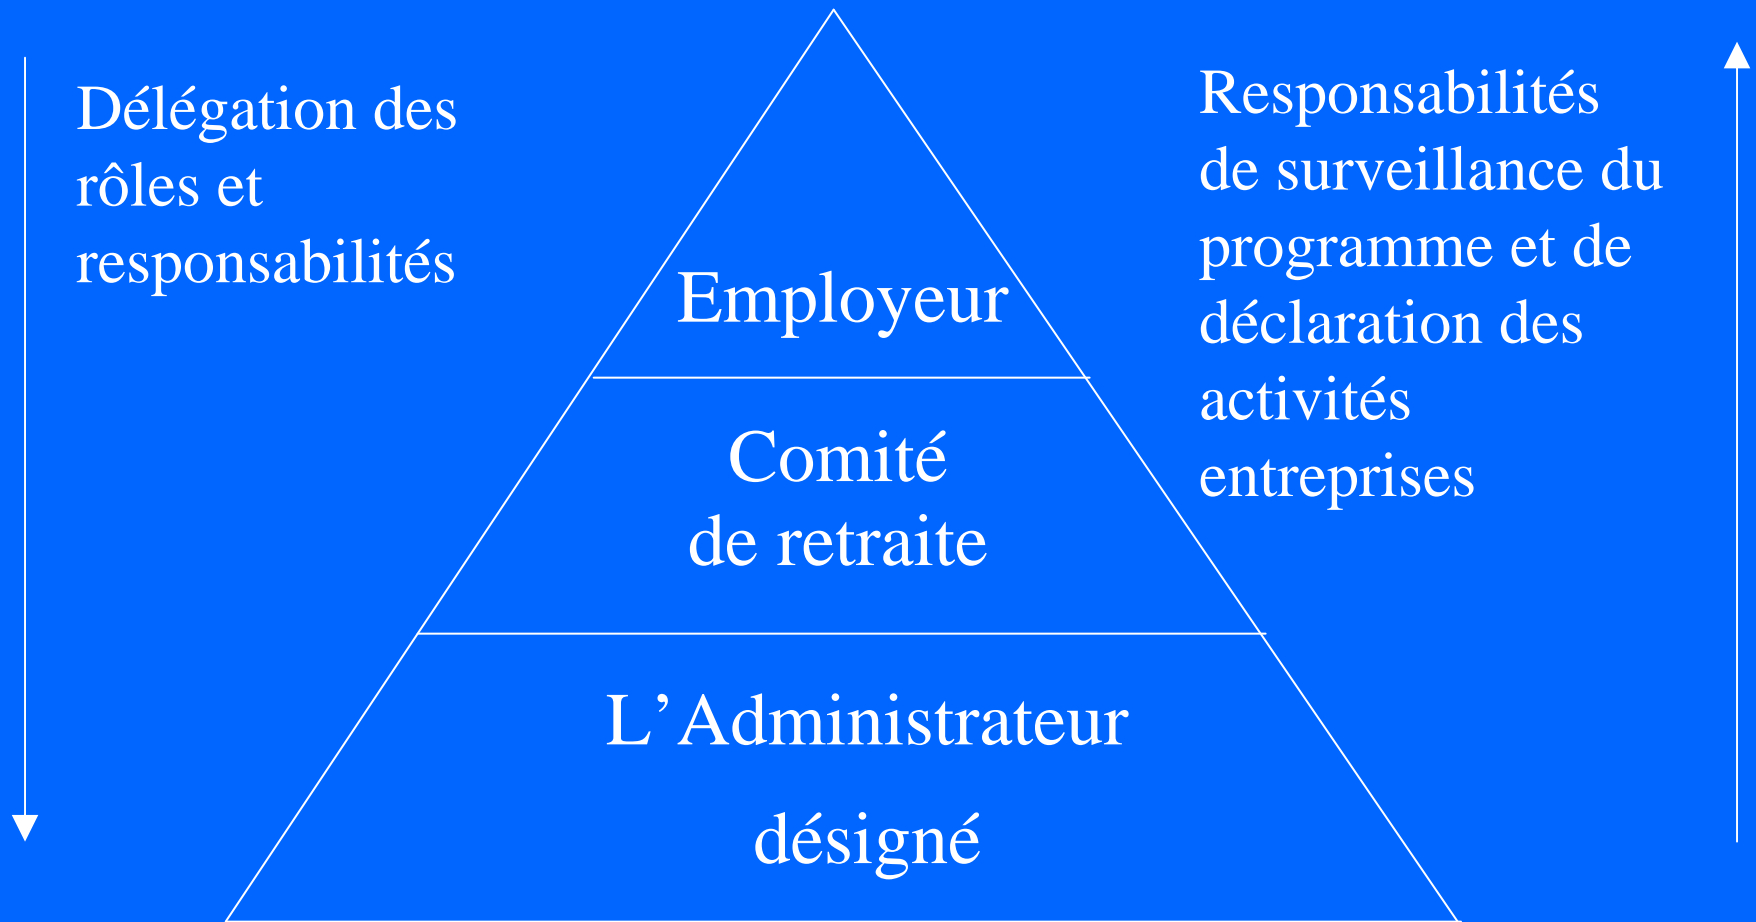 Délégation des
rôles et
responsabilités
Employeur
Comité
de retraite
L’Administrateur
désigné
Responsabilités
de surveillance du
programme et de
déclaration des
activités
entreprises